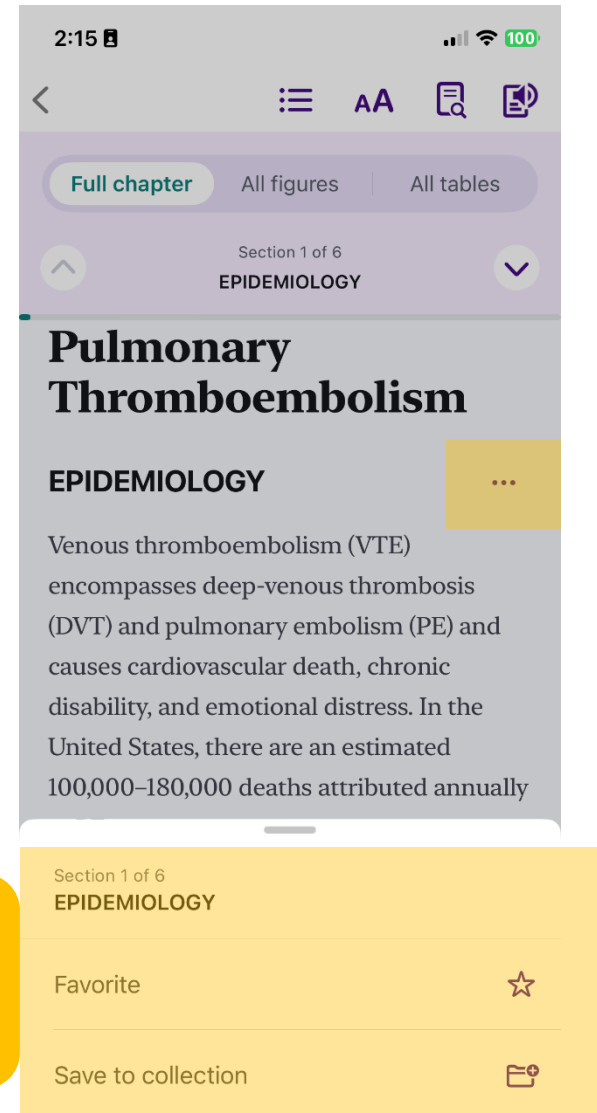 2:15
100
AA
Full chapter
All figures
All tables
Section 1 of 6
EPIDEMIOLOGY
Pulmonary
Thromboembolism
EPIDEMIOLOGY
Venous thromboembolism (VTE)
encompasses deep-venous thrombosis
(DVT) and pulmonary embolism (PE) and
causes cardiovascular death, chronic
disability, and emotional distress. In the
United States, there are an estimated
100,000–180,000 deaths attributed annually
Section 1 of 6
EPIDEMIOLOGY
Favorite
Save to collection